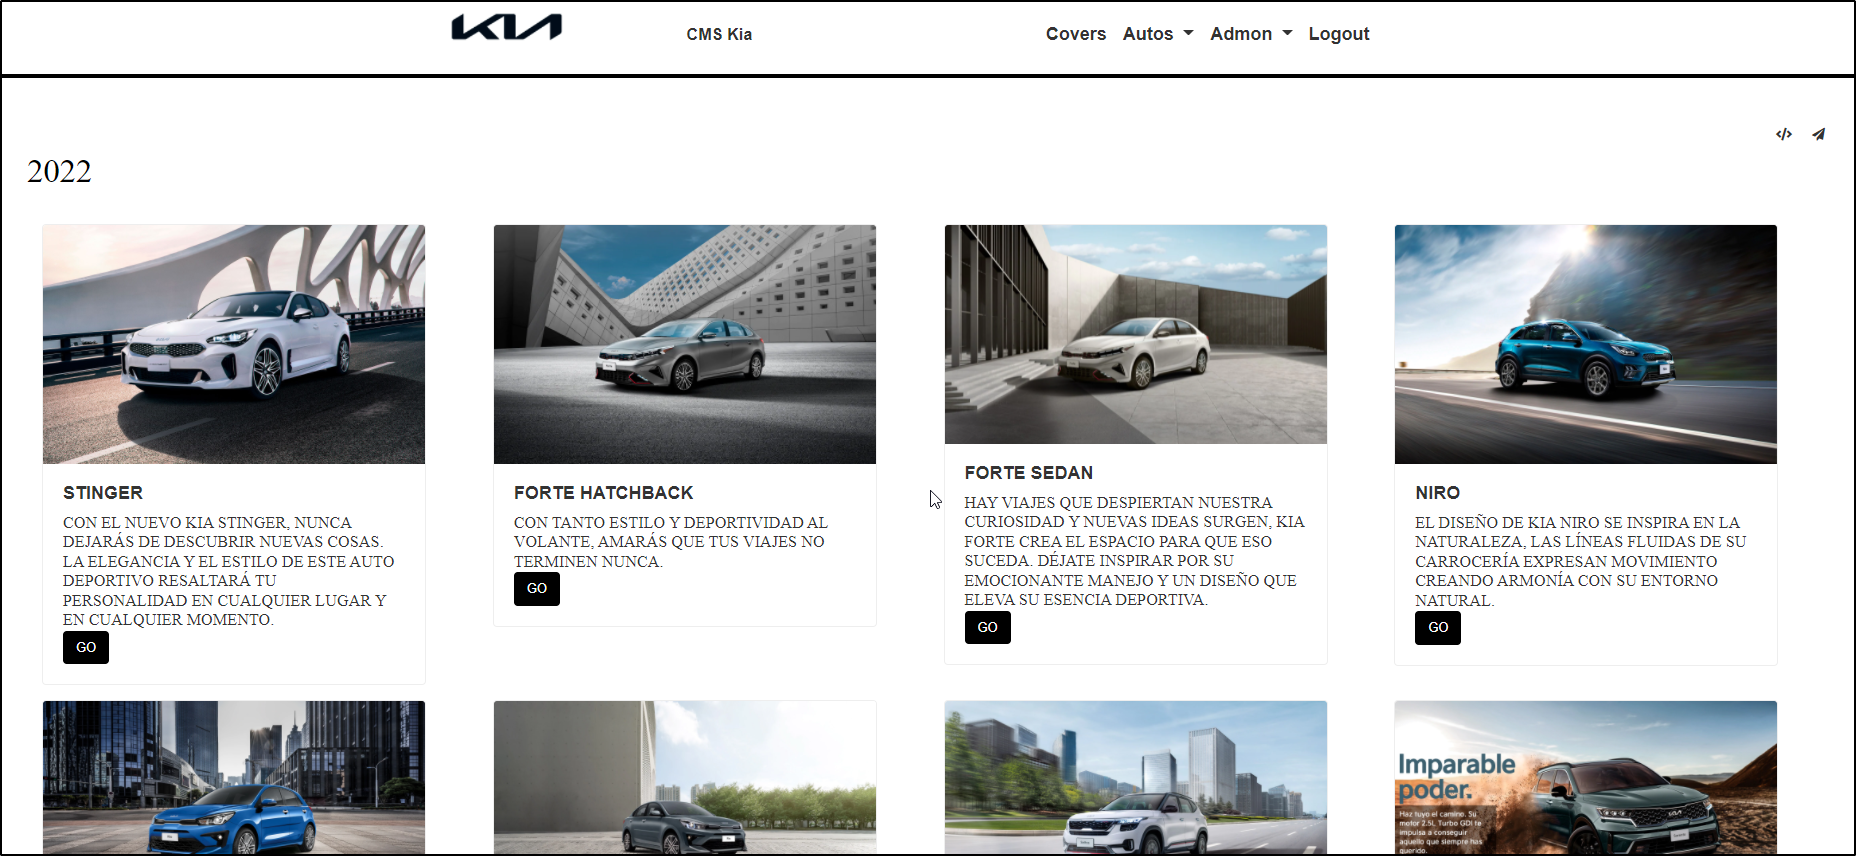 KIA
CMS Kia
Covers Autos Admon Logout
2022
STINGER
CON EL NUEVO KIA STINGER, NUNCA
DEJARÁS DE DESCUBRIR NUEVAS COSAS.
LA ELEGANCIA Y EL ESTILO DE ESTE AUTO
DEPORTIVO RESALTARÁ TU
PERSONALIDAD EN CUALQUIER LUGAR Y
EN CUALQUIER MOMENTO.
GO
FORTE HATCHBACK
CON TANTO ESTILO Y DEPORTIVIDAD AL
VOLANTE, AMARÁS QUE TUS VIAJES NO
TERMINEN NUNCA.
GO
FORTE SEDAN
HAY VIAJES QUE DESPIERTAN NUESTRA
CURIOSIDAD Y NUEVAS IDEAS SURGEN, KIA
FORTE CREA EL ESPACIO PARA QUE ESO
SUCEDA. DÉJATE INSPIRAR POR SU
EMOCIONANTE MANEJO Y UN DISEÑO QUE
ELEVA SU ESENCIA DEPORTIVA.
GO
NIRO
EL DISEÑO DE KIA NIRO SE INSPIRA EN LA
NATURALEZA, LAS LÍNEAS FLUIDAS DE SU
CARROCERÍA EXPRESAN MOVIMIENTO
CREANDO ARMONÍA CON SU ENTORNO
NATURAL.
GO
Imparable
poder.
Haz tuyo el camino. Su
motor 2.5L Turbo GDI te
impulsa a conseguir
aquello que siempre has
querido.